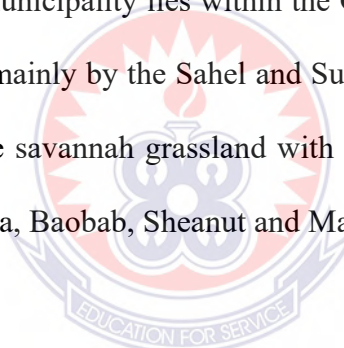 unicipality lies within the
mainly by the Sahel and Su
savannah grassland with
a, Baobab, Sheanut and Ma
EDUCATION FOR SERVICE